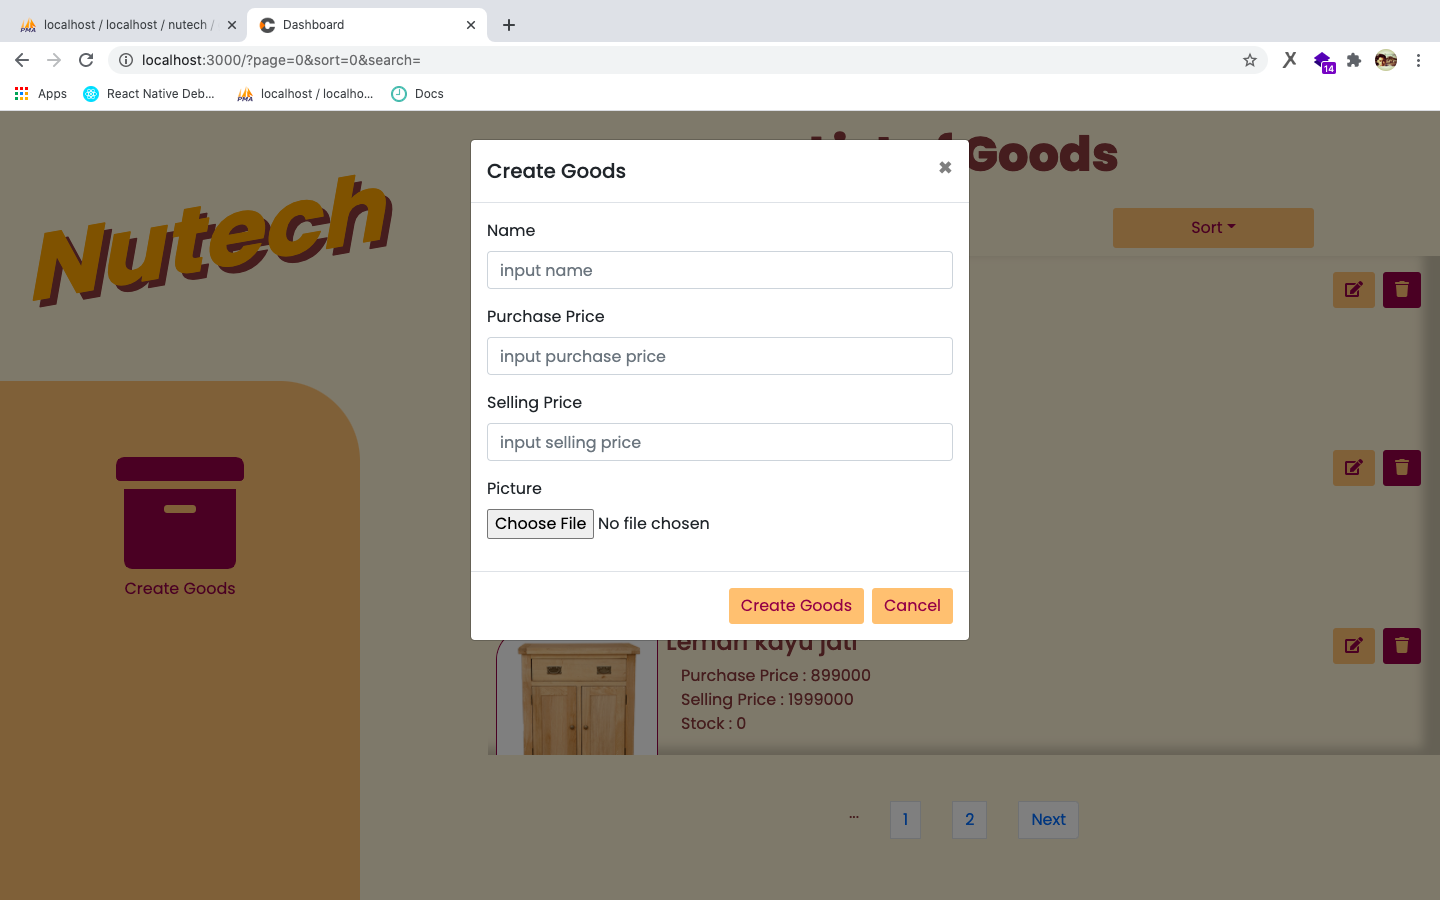 localhost / localhost / nutech /
Dashboard
localhost:3000/?page=0&sort=0&search=
X
14
Apps
React Native Deb...
PMA
localhost / localho...
Docs
PMA
Goods
Nutech
Sort
Create Goods
Create Goods
Name
input name
Purchase Price
input purchase price
Selling Price
input selling price
Picture
Choose File No file chosen
Create Goods
Cancel
Lemari kayu jati
Purchase Price : 899000
Selling Price : 1999000
Stock : 0
...
1
2
Next